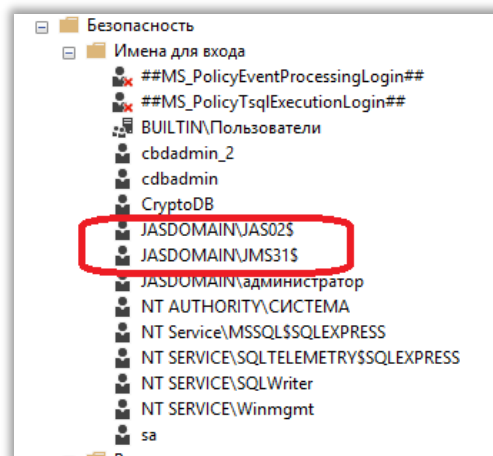 Безопасность
Имена для входа
##MS_PolicyEventProcessingLogin##
##MS_PolicyTsqlExecutionLogin##
BUILTIN\Пользователи
cbdadmin_2
cdbadmin
CryptoDB
JASDOMAIN\JAS02$
JASDOMAIN\JMS31$
JASDOMAIN\администратор
NT AUTHORITY\СИСТЕМА
NT Service\MSSQL$SQLEXPRESS
NT SERVICE\SQLTELEMETRY$SQLEXPRESS
NT SERVICE\SQLWriter
NT SERVICE\Winmgmt
sa